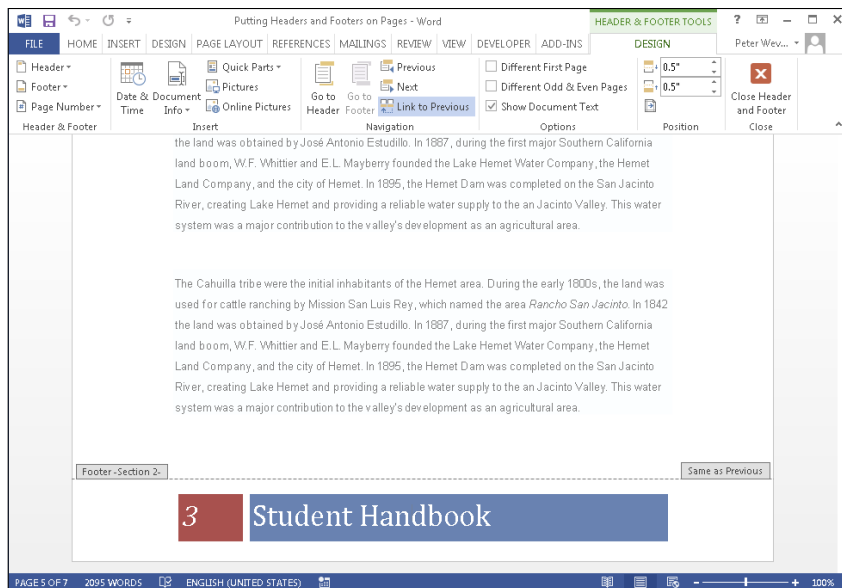 Putting Headers and Footers on Pages - Word
HEADER & FOOTER TOOLS
?
FILE HOME INSERT DESIGN PAGE LAYOUT REFERENCES MAILINGS REVIEW VIEW DEVELOPER ADD-INS DESIGN Peter Wev...
Header
Footer
Page Number
Header & Footer
Date & Time
Document Info
Quick Parts
Pictures
Online Pictures
Insert
Go to Header
Go to Footer
Previous
Next
Link to Previous
Navigation
Different First Page
Different Odd & Even Pages
Show Document Text
Options
0.5"
0.5"
Position
Close Header and Footer
Close
the land was obtained by José Antonio Estudillo. In 1887, during the first major Southern California
land boom, W.F. Whittier and E.L. Mayberry founded the Lake Hemet Water Company, the Hemet
Land Company, and the city of Hemet. In 1895, the Hemet Dam was completed on the San Jacinto
River, creating Lake Hemet and providing a reliable water supply to the an Jacinto Valley. This water
system was a major contribution to the valley's development as an agricultural area.
The Cahuilla tribe were the initial inhabitants of the Hemet area. During the early 1800s, the land was
used for cattle ranching by Mission San Luis Rey, which named the area Rancho San Jacinto. In 1842
the land was obtained by José Antonio Estudillo. In 1887, during the first major Southern California
land boom, W.F. Whittier and E.L. Mayberry founded the Lake Hemet Water Company, the Hemet
Land Company, and the city of Hemet. In 1895, the Hemet Dam was completed on the San Jacinto
River, creating Lake Hemet and providing a reliable water supply to the an Jacinto Valley. This water
system was a major contribution to the valley's development as an agricultural area.
Footer -Section 2-
Same as Previous
3 Student Handbook
PAGE 5 OF 7 2095 WORDS ENGLISH (UNITED STATES) 100%